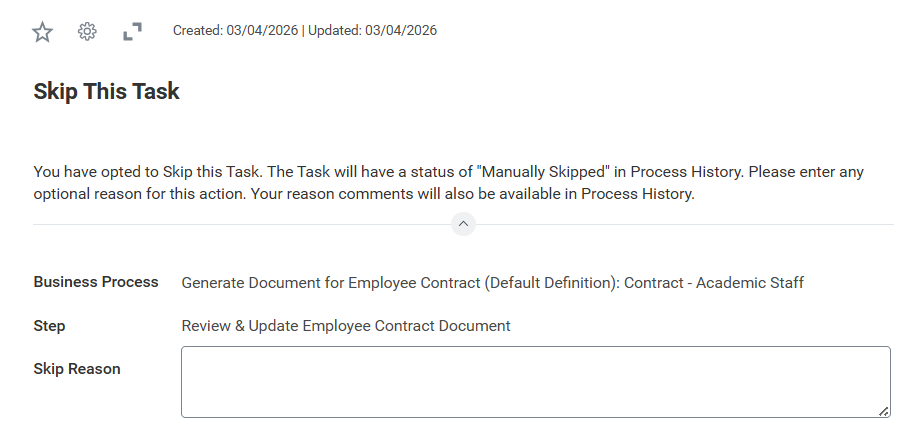 Created: 03/04/2026 | Updated: 03/04/2026
Skip This Task
You have opted to Skip this Task. The Task will have a status of "Manually Skipped" in Process History. Please enter any
optional reason for this action. Your reason comments will also be available in Process History.
Business Process Generate Document for Employee Contract (Default Definition): Contract - Academic Staff
Step Review & Update Employee Contract Document
Skip Reason